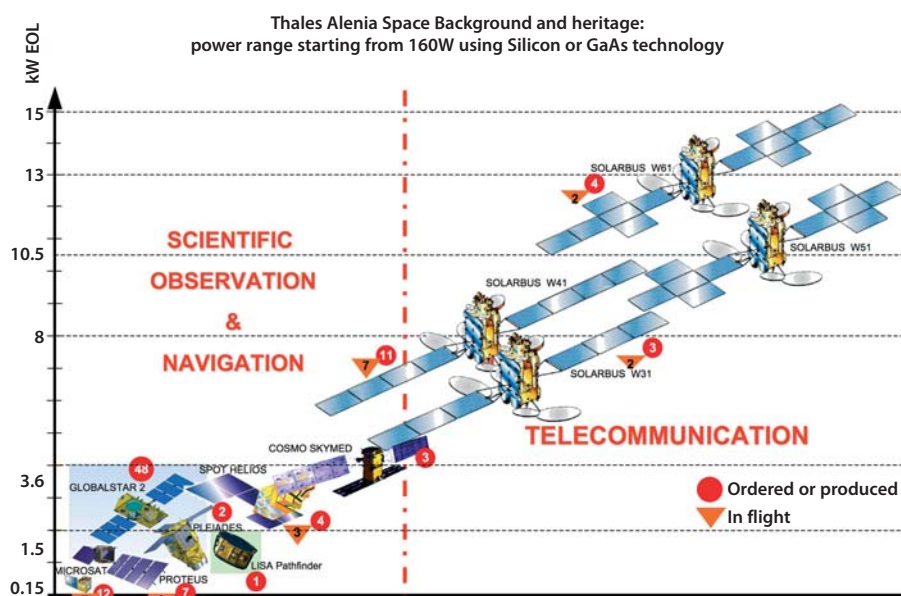 Thales Alenia Space Background and heritage:
power range starting from 160W using Silicon or GaAs technology
kW EOL
15
13
10.5
8
3.6
1.5
0.15
SCIENTIFIC
OBSERVATION
&
NAVIGATION
TELECOMMUNICATION
SOLARBUS W61
4
2
SOLARBUS W51
SOLARBUS W41
11
7
SOLARBUS W31
3
2
COSMO SKYMED
3
48
GLOBALSTAR 2
SPOT HELIOS
4
3
2
PLEIADES
LISA Pathfinder
1
MICROSAT
12
PROTEUS
7
Ordered or produced
In flight